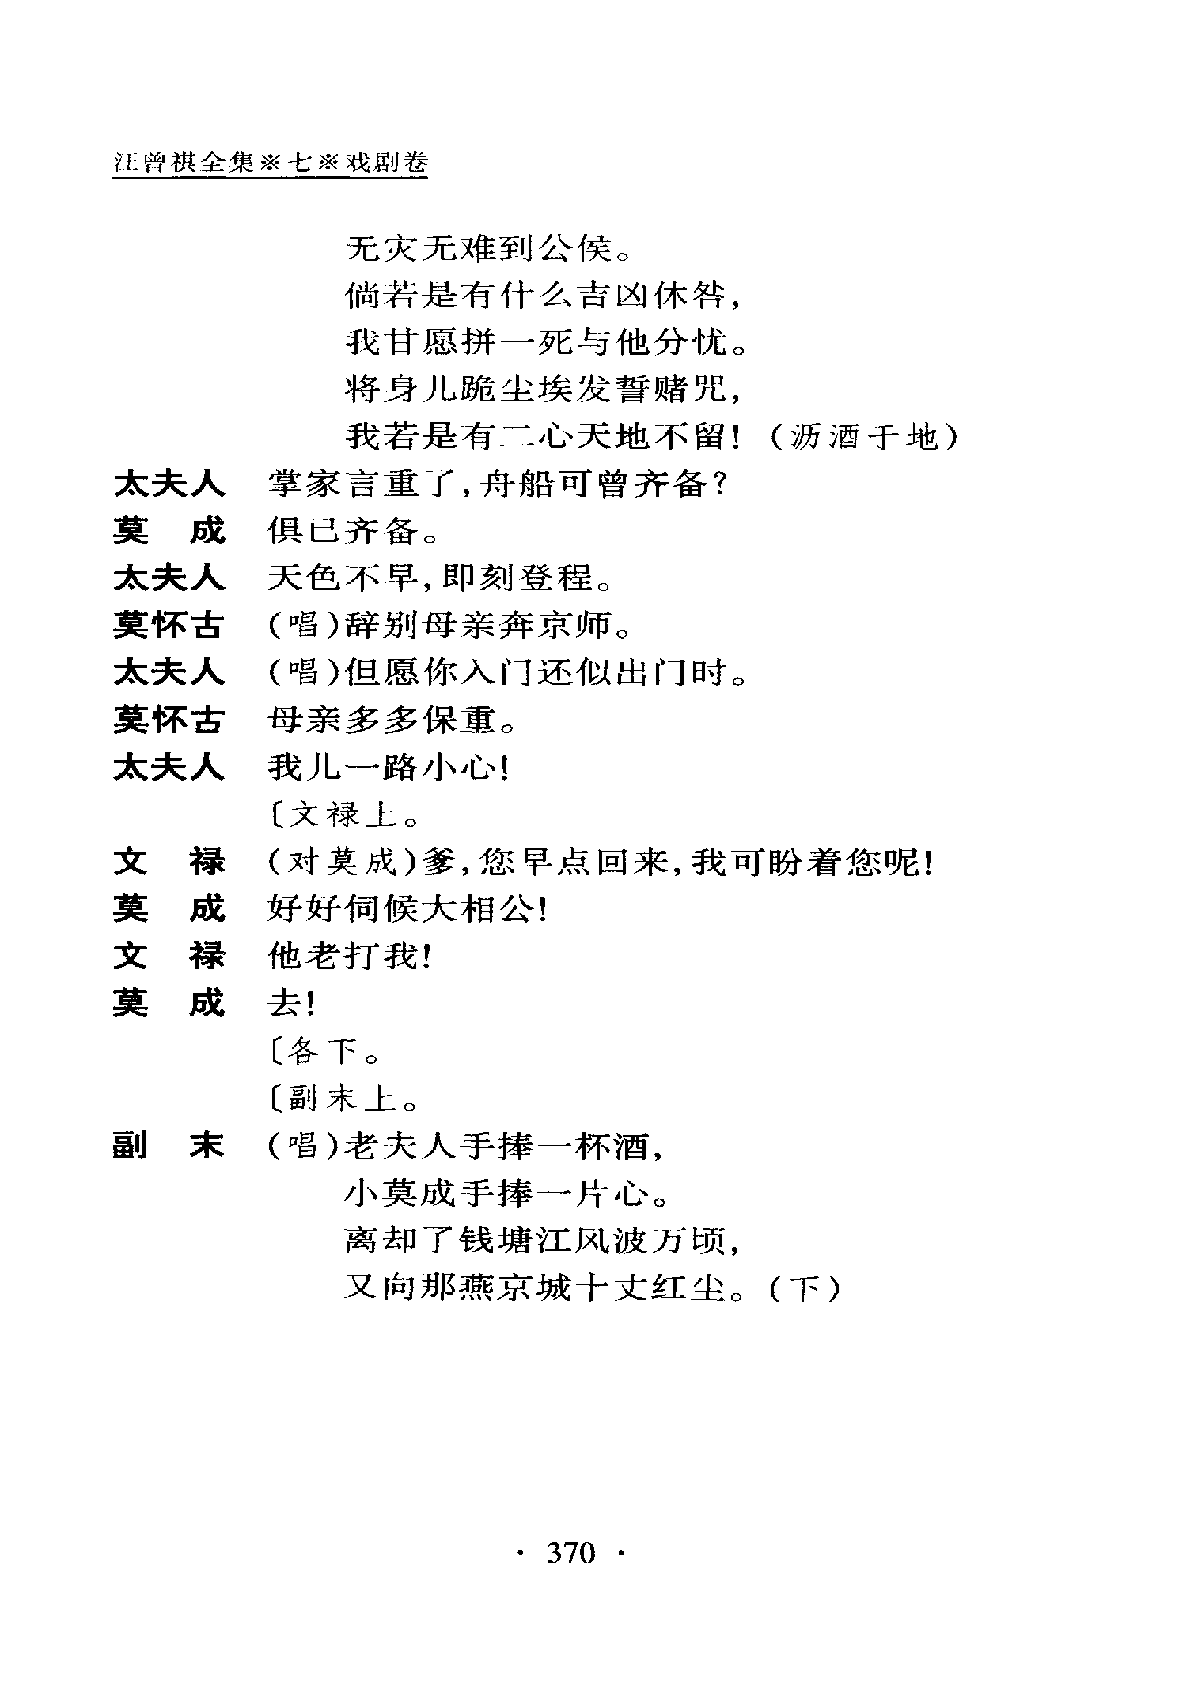 汪曾祺全集※七※戏剧卷
无灾无难到公侯。
倘若是有什么吉凶休咎，
我甘愿拼一死与他分忧。
将身儿跪尘埃发誓赌咒，
我若是有二心天地不留！（沥酒于地）
太夫人 掌家言重了，舟船可曾齐备？
莫 成 俱已齐备。
太夫人 天色不早，即刻登程。
莫怀古 （唱）辞别母亲奔京师。
太夫人 （唱）但愿你入门还似出门时。
莫怀古 母亲多多保重。
太夫人 我儿一路小心！
〔文禄上。
文 禄 （对莫成）爹，您早点回来，我可盼着您呢！
莫 成 好好伺候大相公！
文 禄 他老打我！
莫 成 去！
〔各下。
〔副末上。
副 末 （唱）老夫人手捧一杯酒，
小莫成手捧一片心。
离却了钱塘江风波万顷，
又向那燕京城十丈红尘。（下）
· 370 ·